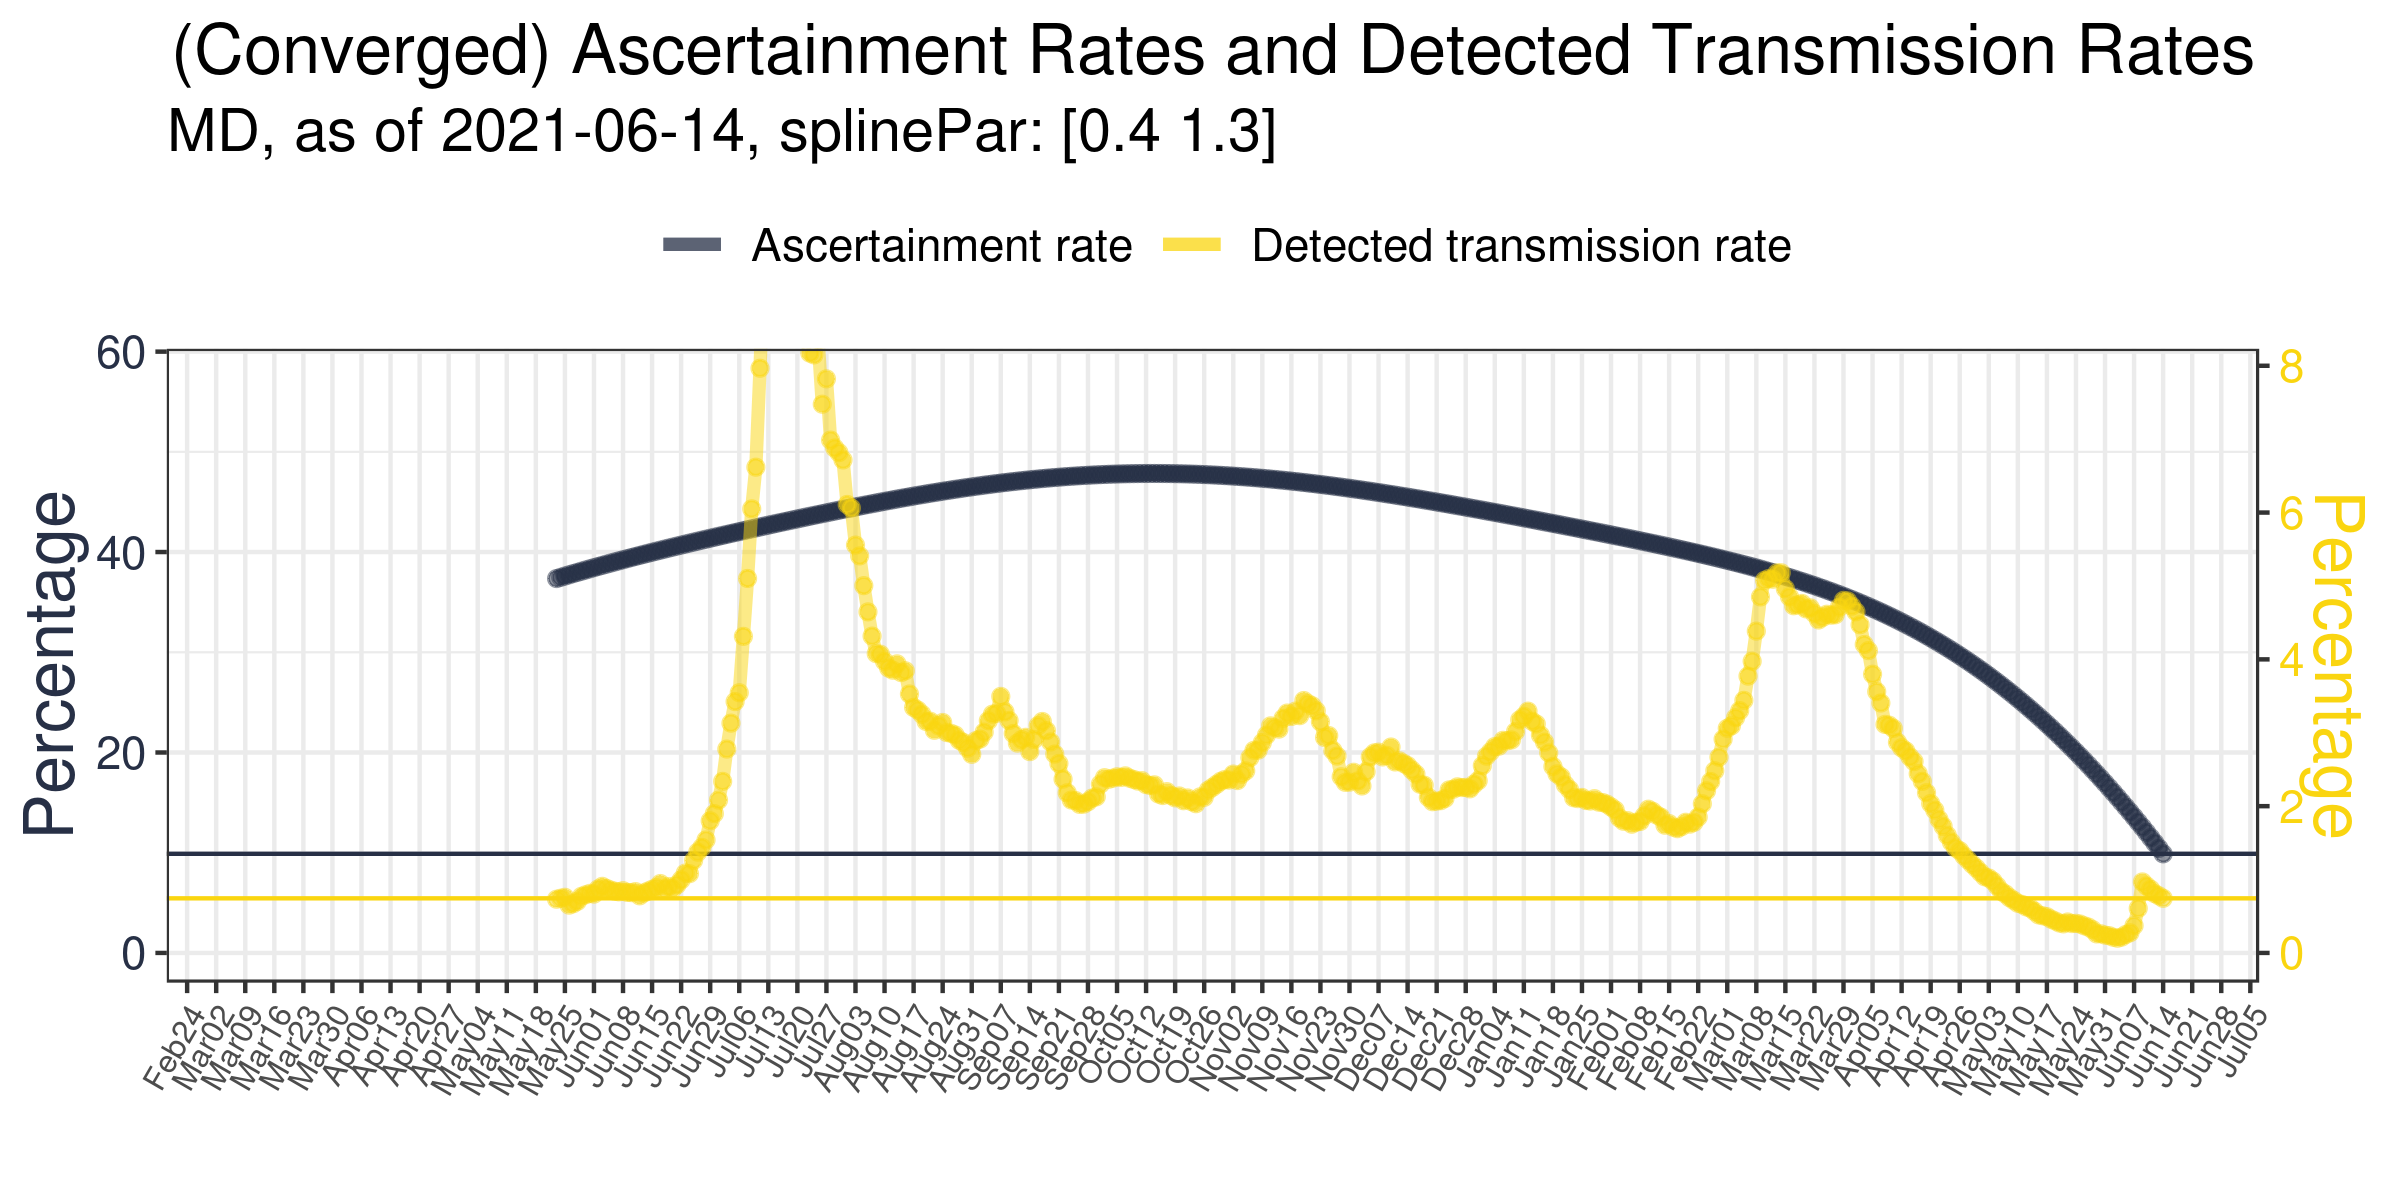 (Converged) Ascertainment Rates and Detected Transmission Rates
MD, as of 2021-06-14, splinePar: [0.4 1.3]
Ascertainment rate Detected transmission rate
60
40
20
0
Percentage
8
6
4
2
0
Percentage
Feb24 Mar02 Mar09 Mar16 Mar23 Mar30 Apr06 Apr13 Apr20 Apr27 May04 May11 May18 May25 Jun01 Jun08 Jun15 Jun22 Jun29 Jul06 Jul13 Jul20 Jul27 Aug03 Aug10 Aug17 Aug24 Aug31 Sep07 Sep14 Sep21 Sep28 Oct05 Oct12 Oct19 Oct26 Nov02 Nov09 Nov16 Nov23 Nov30 Dec07 Dec14 Dec21 Dec28 Jan04 Jan11 Jan18 Jan25 Feb01 Feb08 Feb15 Feb22 Mar01 Mar08 Mar15 Mar22 Mar29 Apr05 Apr12 Apr19 Apr26 May03 May10 May17 May24 May31 Jun07 Jun14 Jun21 Jun28 Jul05